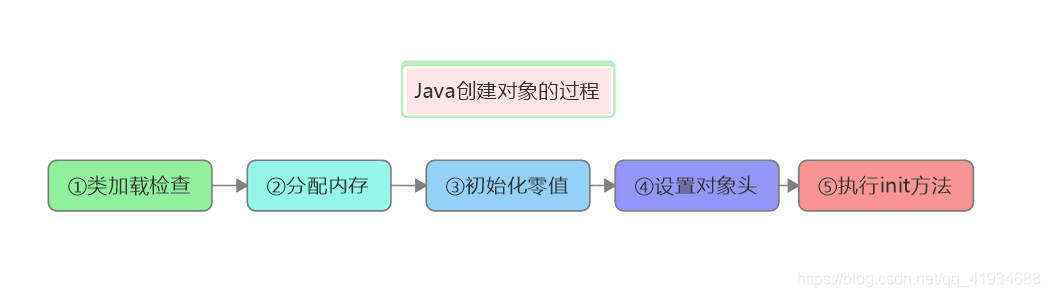 Java创建对象的过程
①类加载检查
②分配内存
③初始化零值
④设置对象头
⑤执行init方法
https://blog.csdn.net/qq_41934688